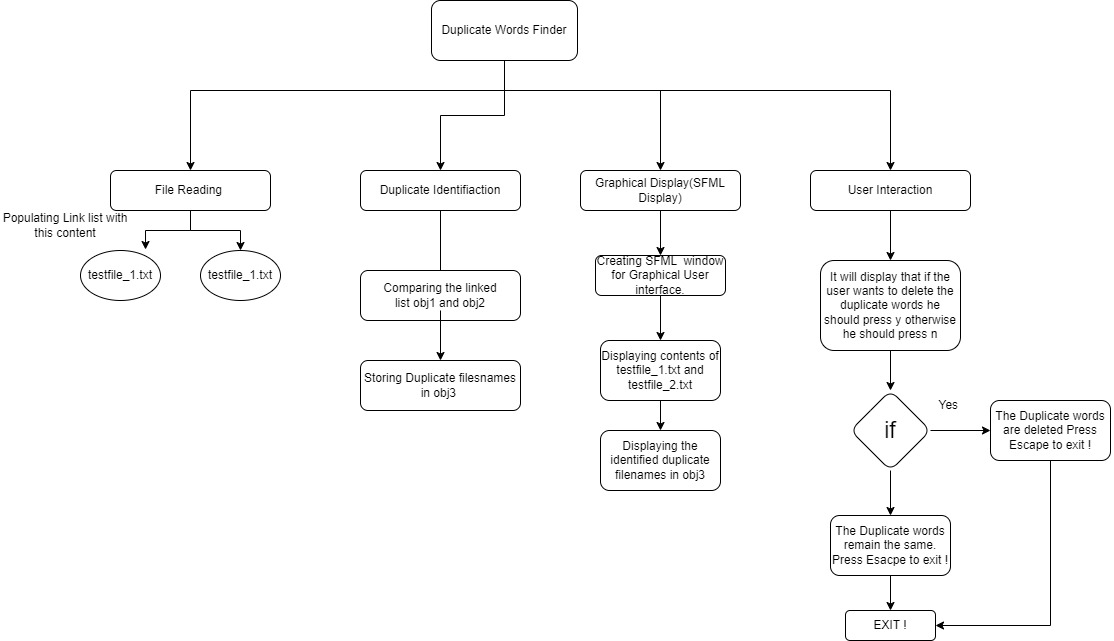 Duplicate Words Finder
File Reading
Populating Link list with
this content
testfile_1.txt
testfile_1.txt
Duplicate Identifiaction
Comparing the linked
list obj1 and obj2
Storing Duplicate filesnames
in obj3
Graphical Display(SFML
Display)
Creating SFML window
for Graphical User
interface.
Displaying contents of
testfile_1.txt and
testfile_2.txt
Displaying the
identified duplicate
filenames in obj3
User Interaction
It will display that if the
user wants to delete the
duplicate words he
should press y otherwise
he should press n
if
Yes
The Duplicate words
are deleted Press
Escape to exit !
The Duplicate words
remain the same.
Press Esacpe to exit !
EXIT !